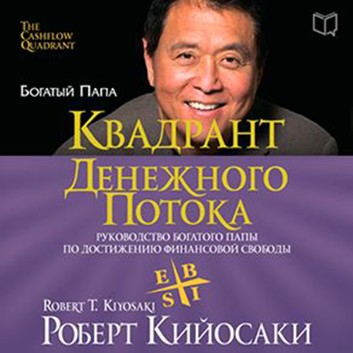 THE
CASHFLOW
QUADRANT
БОГАТЫЙ ПАПА
КВАДРАНТ
ДЕНЕЖНОГО
ПОТОКА
РУКОВОДСТВО БОГАТОГО ПАПЫ
ПО ДОСТИЖЕНИЮ ФИНАНСОВОЙ СВОБОДЫ
E B
S I
ROBERT T. KIYOSAKI
РОБЕРТ КИЙОСАКИ